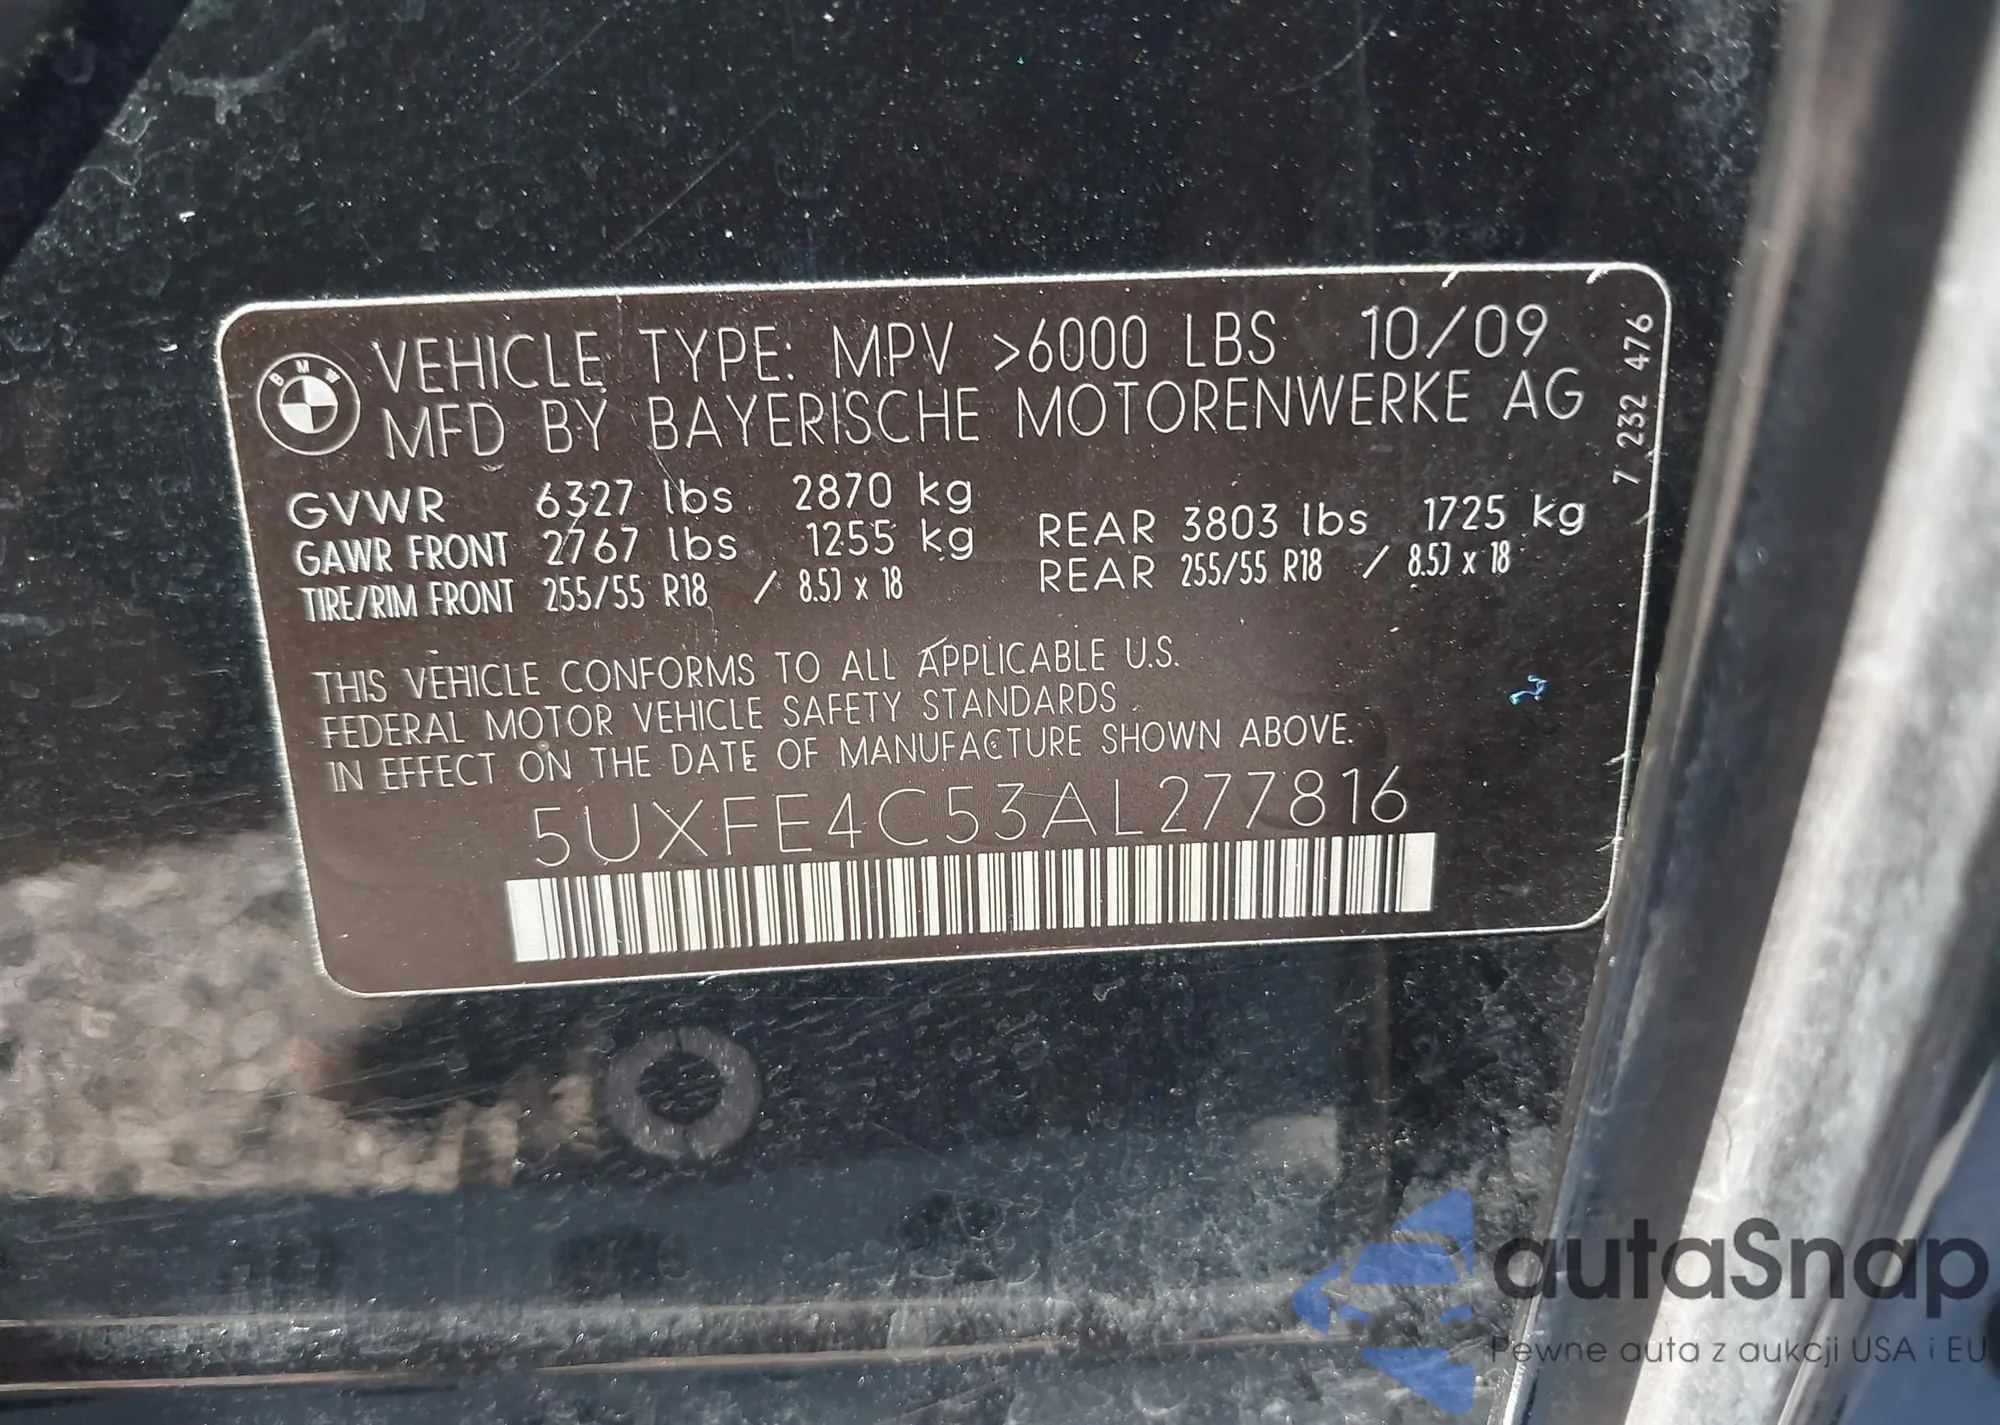 BMW
VEHICLE TYPE: MPV >6000 LBS 10/09
MFD BY BAYERISCHE MOTORENWERKE AG
7 232 476
GVWR 6327 lbs 2870 kg
GAWR FRONT 2767 lbs 1255 kg REAR 3803 lbs 1725 kg
TIRE/RIM FRONT 255/55 R18 / 8.5J x 18 REAR 255/55 R18 / 8.5J x 18
THIS VEHICLE CONFORMS TO ALL APPLICABLE U.S.
FEDERAL MOTOR VEHICLE SAFETY STANDARDS
IN EFFECT ON THE DATE OF MANUFACTURE SHOWN ABOVE.
5UXFE4C53AL277816
autaSnap
Pewne auta z aukcji USA i EU